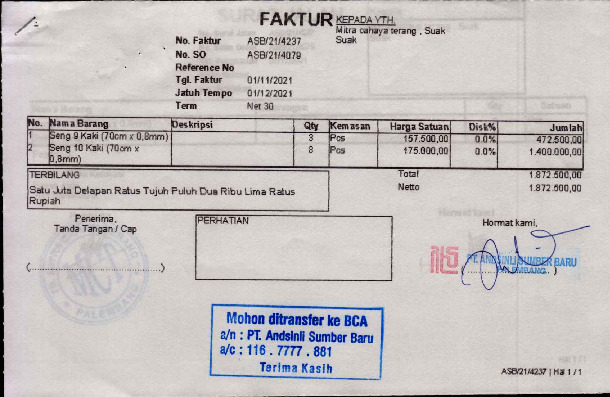 FAKTUR
KEPADA YTH.
Mitra cahaya terang , Suak
Suak
No. Faktur ASB/21/4237
No. SO ASB/21/4079
Reference No
Tgl. Faktur 01/11/2021
Jatuh Tempo 01/12/2021
Term Net 30
No. Nama Barang Deskripsi Qty Kemasan Harga Satuan Disk% Jumlah
1 Seng 9 Kaki (70cm x 0,8mm) 3 Pcs 157.500,00 0.0% 472.500,00
2 Seng 10 Kaki (70cm x 8 Pcs 175.000,00 0.0% 1.400.000,00
0,8mm)
TERBILANG
Satu Juta Delapan Ratus Tujuh Puluh Dua Ribu Lima Ratus
Rupiah
Total 1.872.500,00
Netto 1.872.500,00
Penerima,
Tanda Tangan / Cap
(........................................)
PERHATIAN
Hormat kami,
PT. ANDSINLI SUMBER BARU
PALEMBANG
MCT
PALEMBANG
Mohon ditransfer ke BCA
a/n : PT. Andsinli Sumber Baru
a/c : 116 . 7777 . 881
Terima Kasih
ASB/21/4237 | Hal 1 / 1